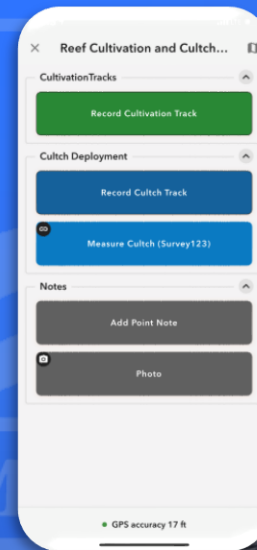 Reef Cultivation and Cultch...
CultivationTracks
Record Cultivation Track
Cultch Deployment
Record Cultch Track
Measure Cultch (Survey123)
Notes
Add Point Note
Photo
GPS accuracy 17 ft